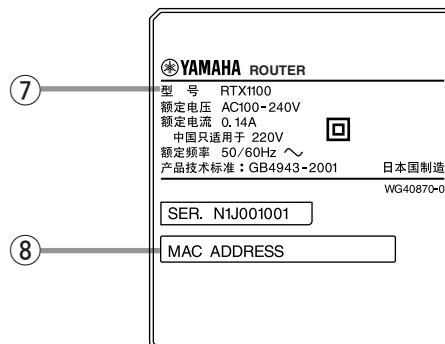 YAMAHA ROUTER
⑦
型 号 RTX1100
额定电压 AC100-240V
额定电流 0.14A
中国只适用于 220V
额定频率 50/60Hz ～
产品技术标准：GB4943-2001 日本国制造
WG40870-0
SER. N1J001001
⑧
MAC ADDRESS